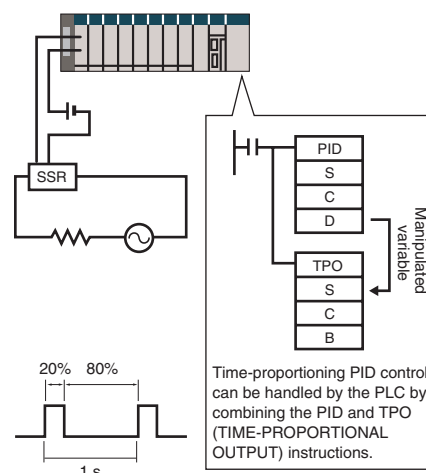 SSR
PID
S
C
D
Manipulated
variable
TPO
S
C
B
Time-proportioning PID control
can be handled by the PLC by
combining the PID and TPO
(TIME-PROPORTIONAL
OUTPUT) instructions.
20% 80%
1 s